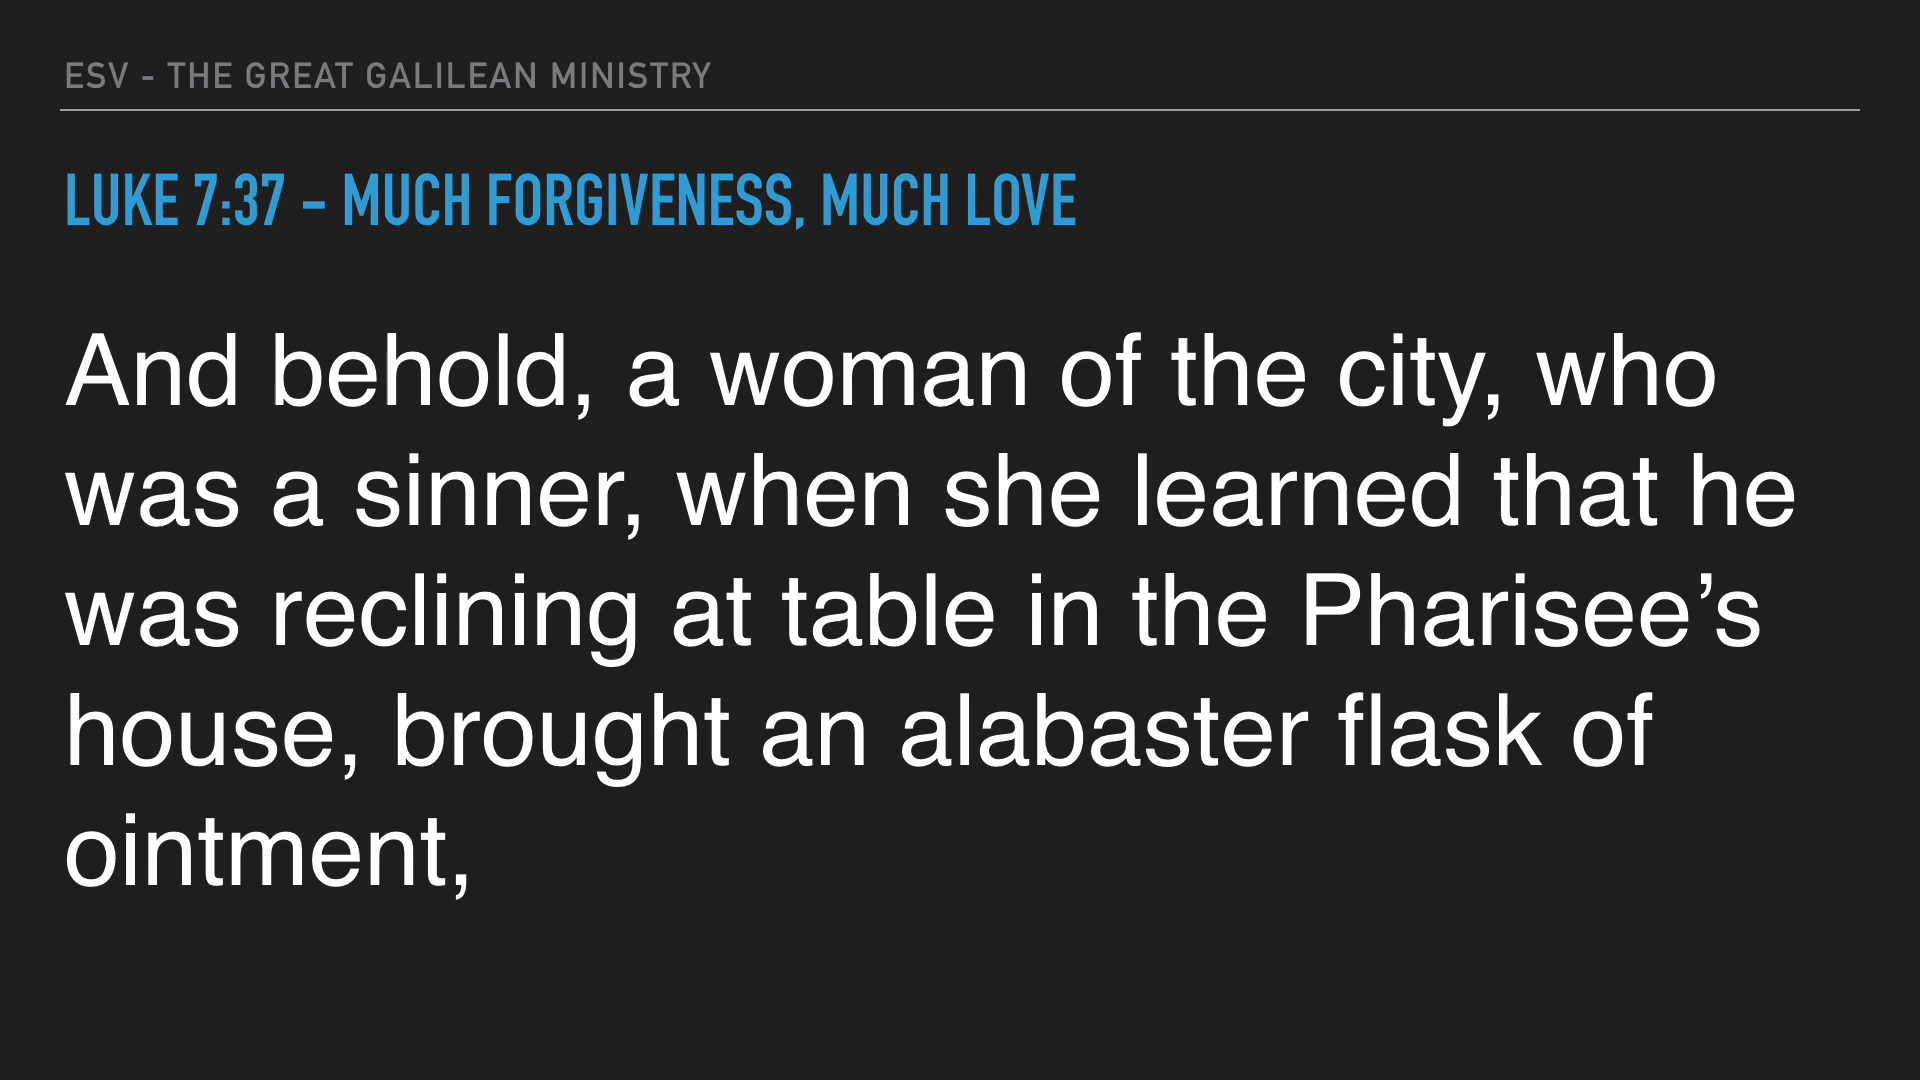 ESV - THE GREAT GALILEAN MINISTRY
LUKE 7:37 - MUCH FORGIVENESS, MUCH LOVE
And behold, a woman of the city, who
was a sinner, when she learned that he
was reclining at table in the Pharisee’s
house, brought an alabaster flask of
ointment,